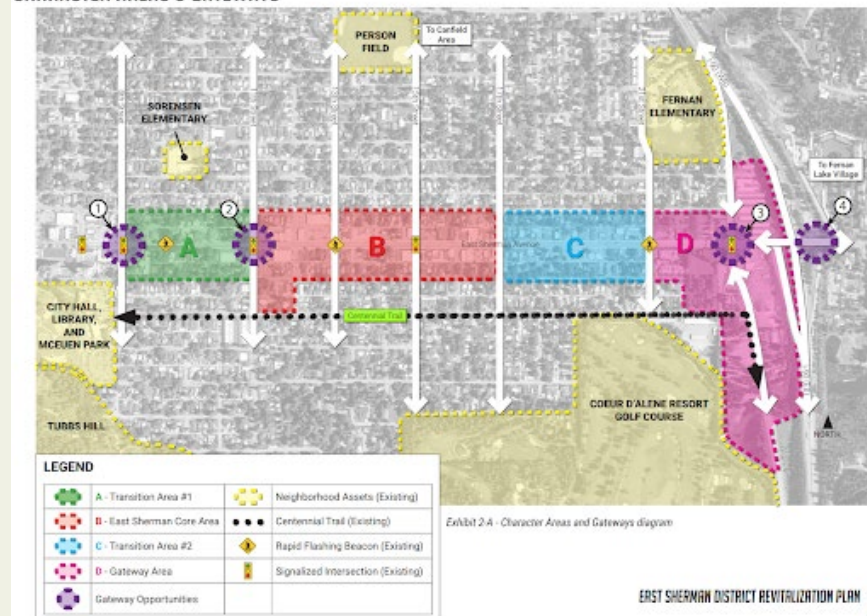 PERSON
FIELD
To Canfield
Area
SORENSEN
ELEMENTARY
FERNAN
ELEMENTARY
To Fernan
Lake Village
1
2
3
4
A
B
East Sherman Avenue
C
D
CITY HALL,
LIBRARY,
AND
MCEUEN PARK
Centennial Trail
COEUR D'ALENE RESORT
GOLF COURSE
TUBBS HILL
NORTH
LEGEND
A - Transition Area #1
Neighborhood Assets (Existing)
B - East Sherman Core Area
Centennial Trail (Existing)
C - Transition Area #2
Rapid Flashing Beacon (Existing)
D - Gateway Area
Signalized Intersection (Existing)
Gateway Opportunities
Exhibit 2-A - Character Areas and Gateways diagram
EAST SHERMAN DISTRICT REVITALIZATION PLAN